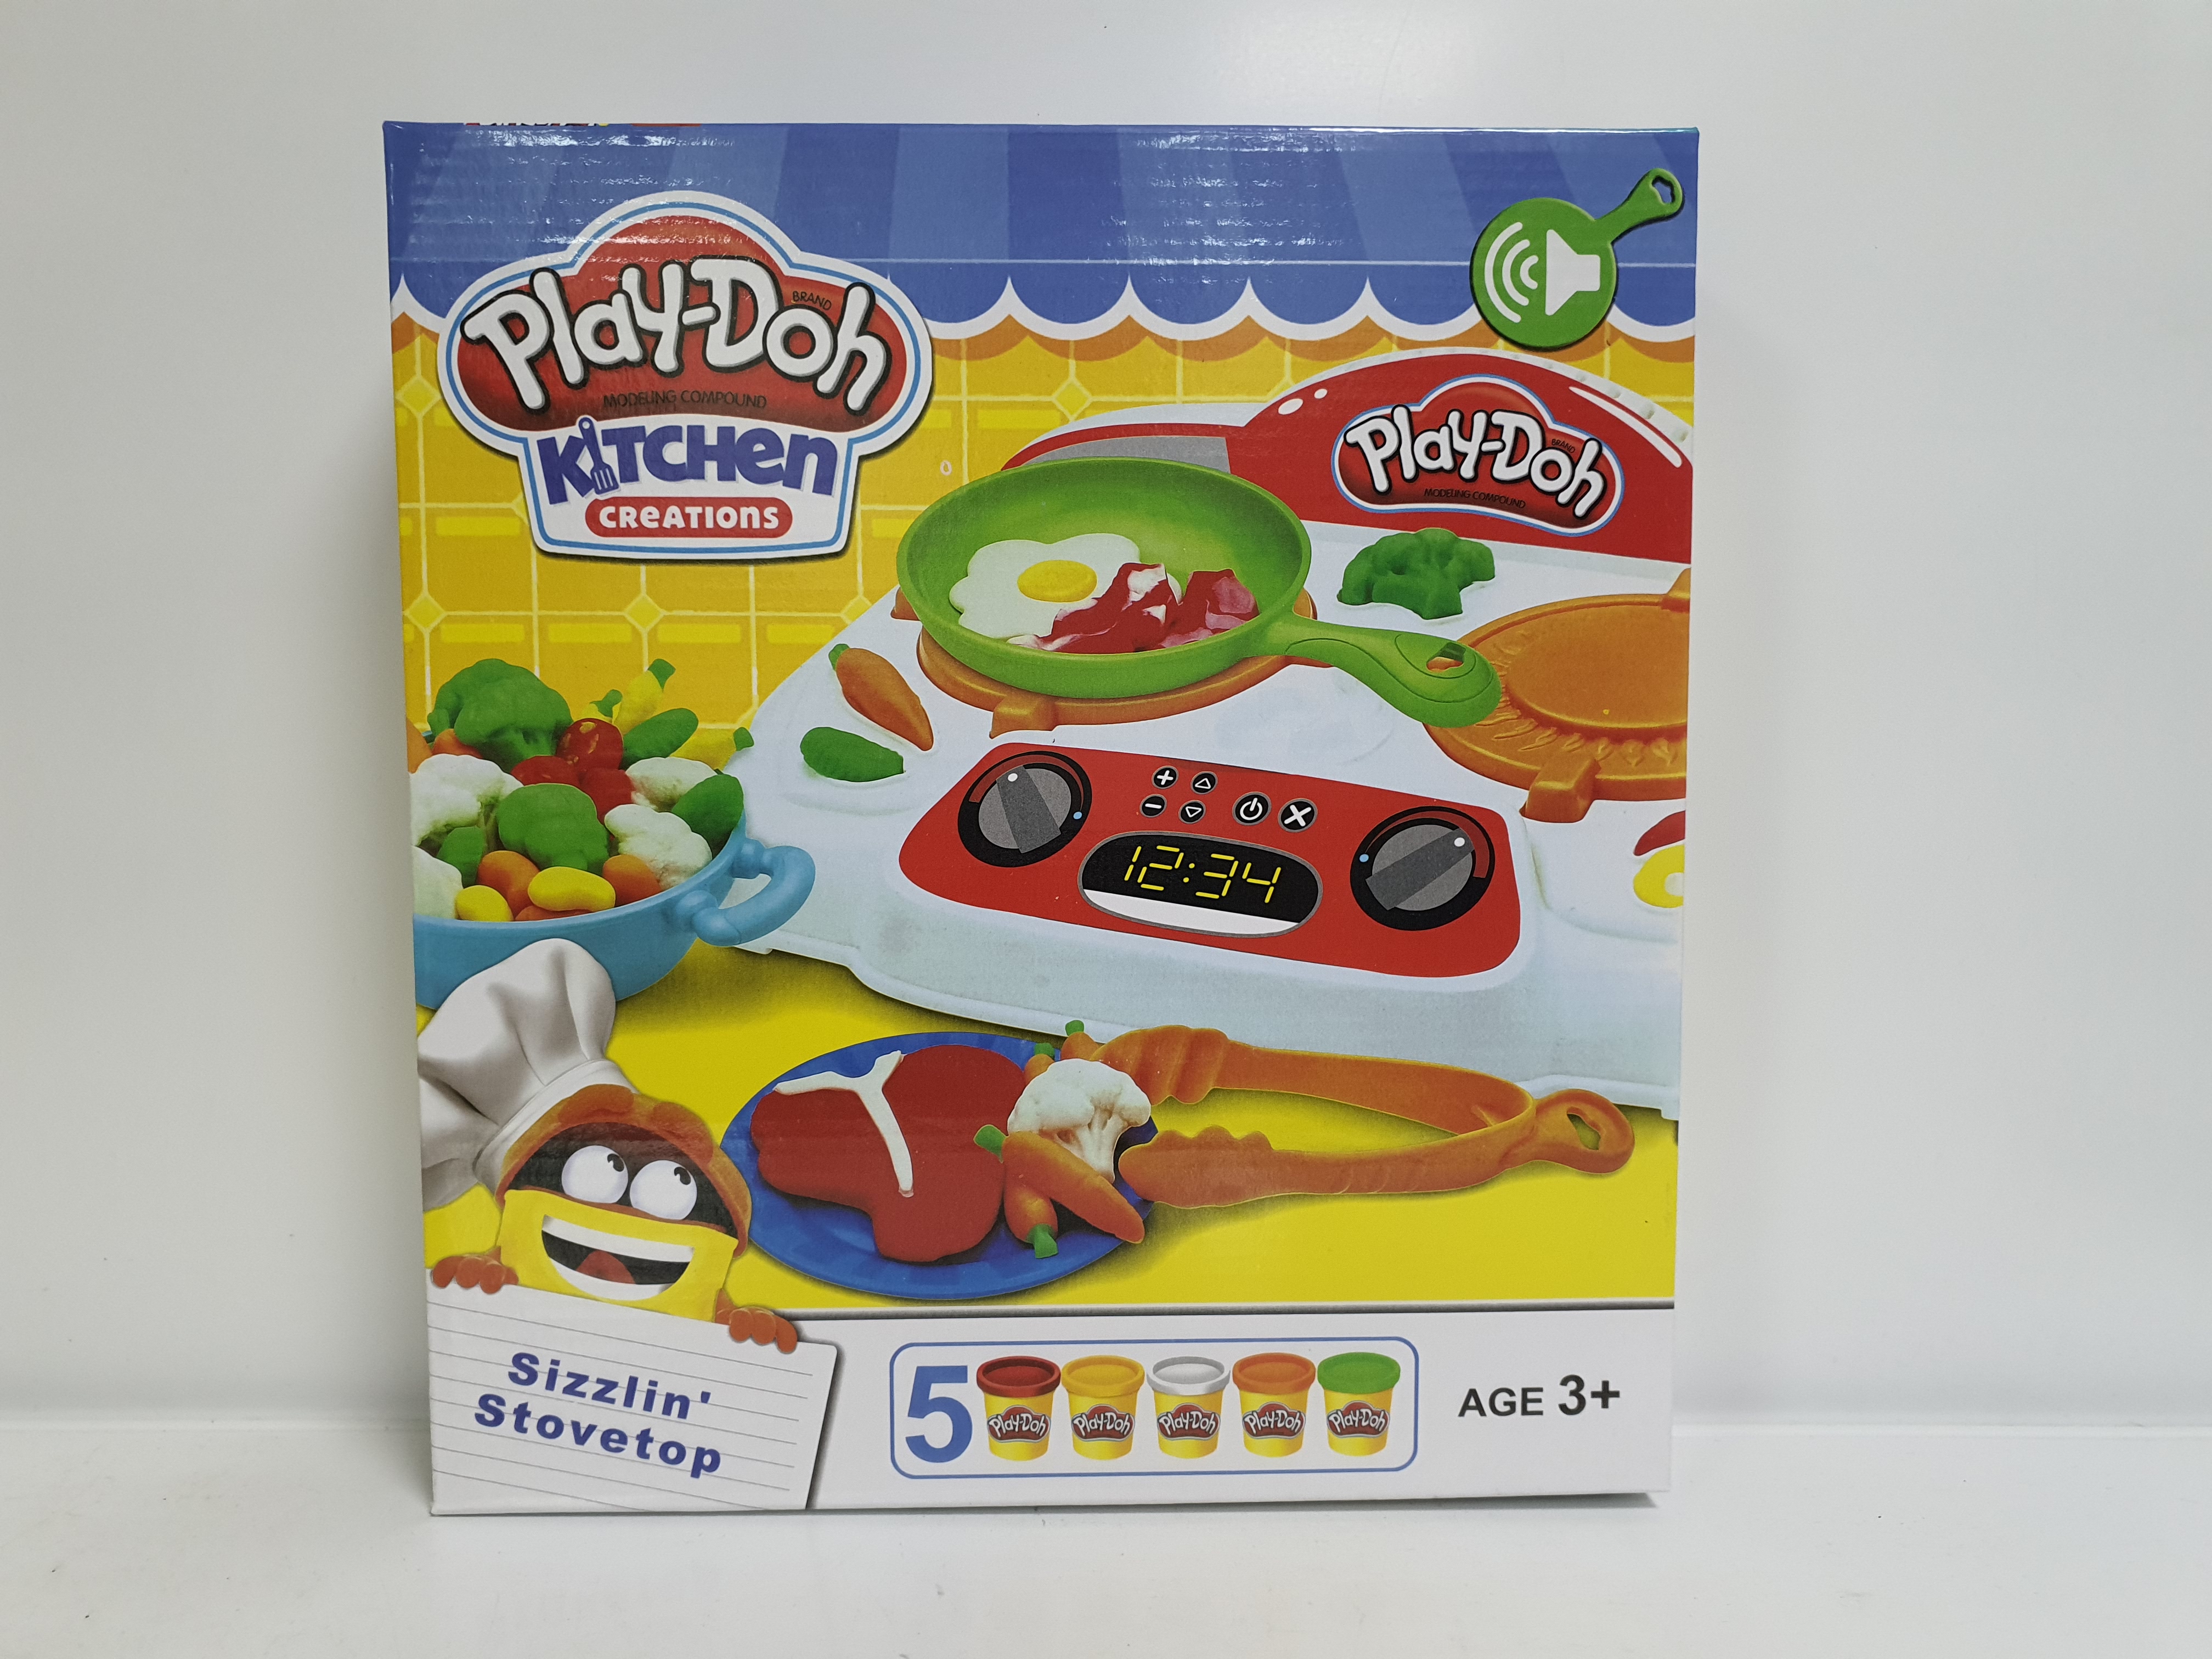 Play-Doh
BRAND
MODELING COMPOUND
KITCHEN
CREATIONS
Play-Doh
BRAND
MODELING COMPOUND
12:34
Sizzlin'
Stovetop
5
Play-Doh
Play-Doh
Play-Doh
Play-Doh
Play-Doh
AGE 3+